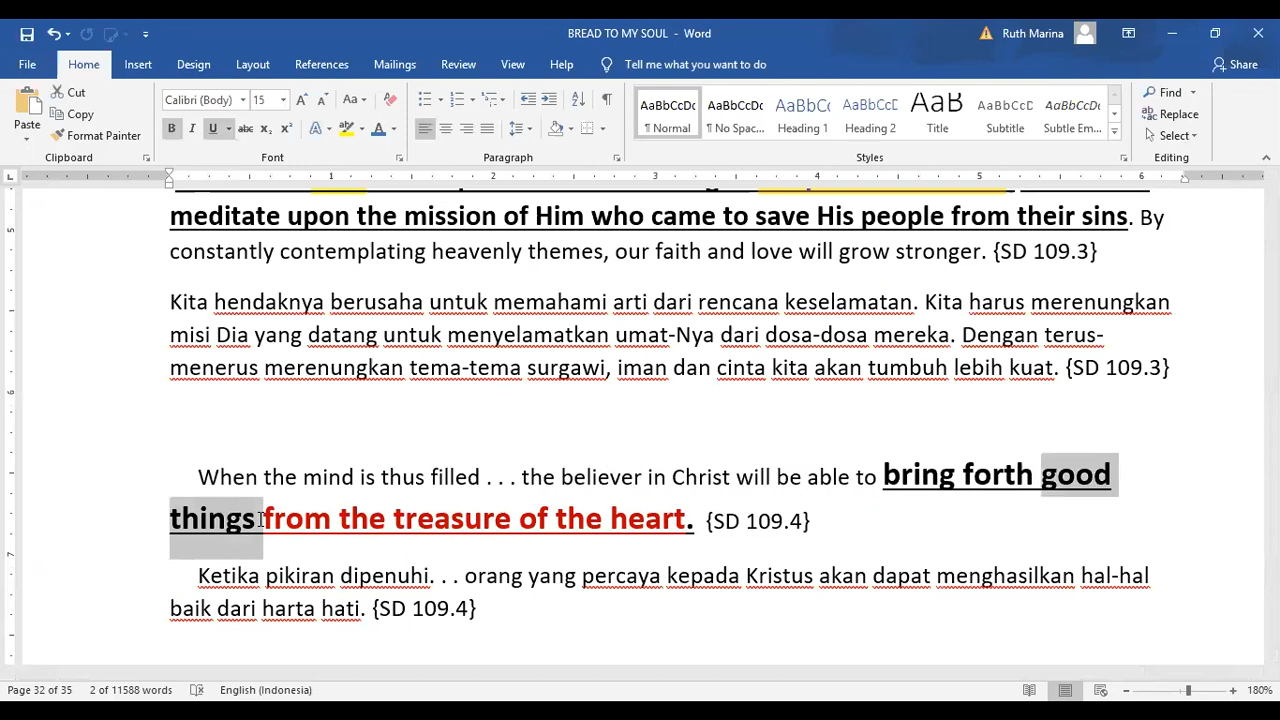 BREAD TO MY SOUL - Word
Ruth Marina
File Home Insert Design Layout References Mailings Review View Help Tell me what you want to do Share
Paste
Cut
Copy
Format Painter
Clipboard
Calibri (Body) 15
Font
Paragraph
AaBbCcDc AaBbCcDc AaBbCc AaBbCcD AaB AaBbCcD AaBbCcDc
¶ Normal ¶ No Spac... Heading 1 Heading 2 Title Subtitle Subtle Em...
Styles
Find
Replace
Select
Editing
1 2 3 4 5 6
meditate upon the mission of Him who came to save His people from their sins. By
constantly contemplating heavenly themes, our faith and love will grow stronger. {SD 109.3}
Kita hendaknya berusaha untuk memahami arti dari rencana keselamatan. Kita harus merenungkan
misi Dia yang datang untuk menyelamatkan umat-Nya dari dosa-dosa mereka. Dengan terus-
menerus merenungkan tema-tema surgawi, iman dan cinta kita akan tumbuh lebih kuat. {SD 109.3}
When the mind is thus filled . . . the believer in Christ will be able to bring forth good
things from the treasure of the heart. {SD 109.4}
Ketika pikiran dipenuhi. . . orang yang percaya kepada Kristus akan dapat menghasilkan hal-hal
baik dari harta hati. {SD 109.4}
Page 32 of 35 2 of 11588 words English (Indonesia) 180%